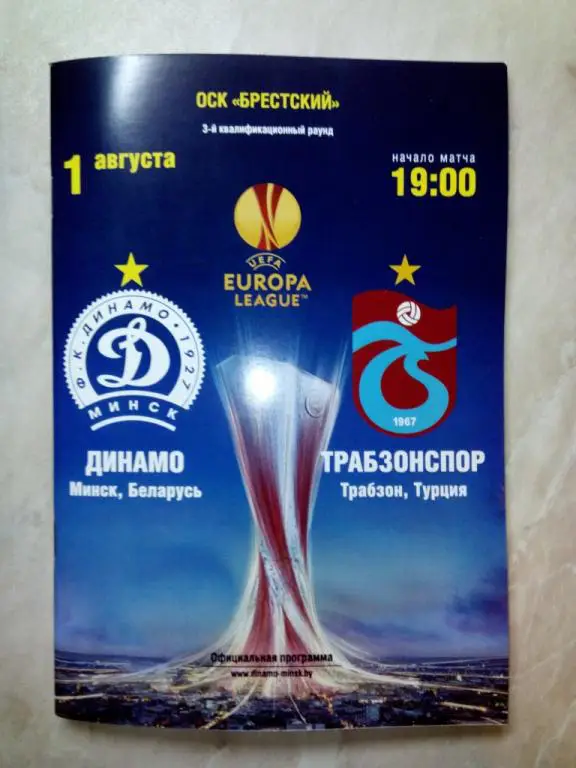 ОСК «БРЕСТСКИЙ»
3-й квалификационный раунд
1 августа
начало матча
19:00
UEFA
EUROPA
LEAGUE™
Ф.К. ДИНАМО • 1927
Д
МИНСК
1967
ДИНАМО
Минск, Беларусь
ТРАБЗОНСПОР
Трабзон, Турция
Официальная программа
www.dinamo-minsk.by